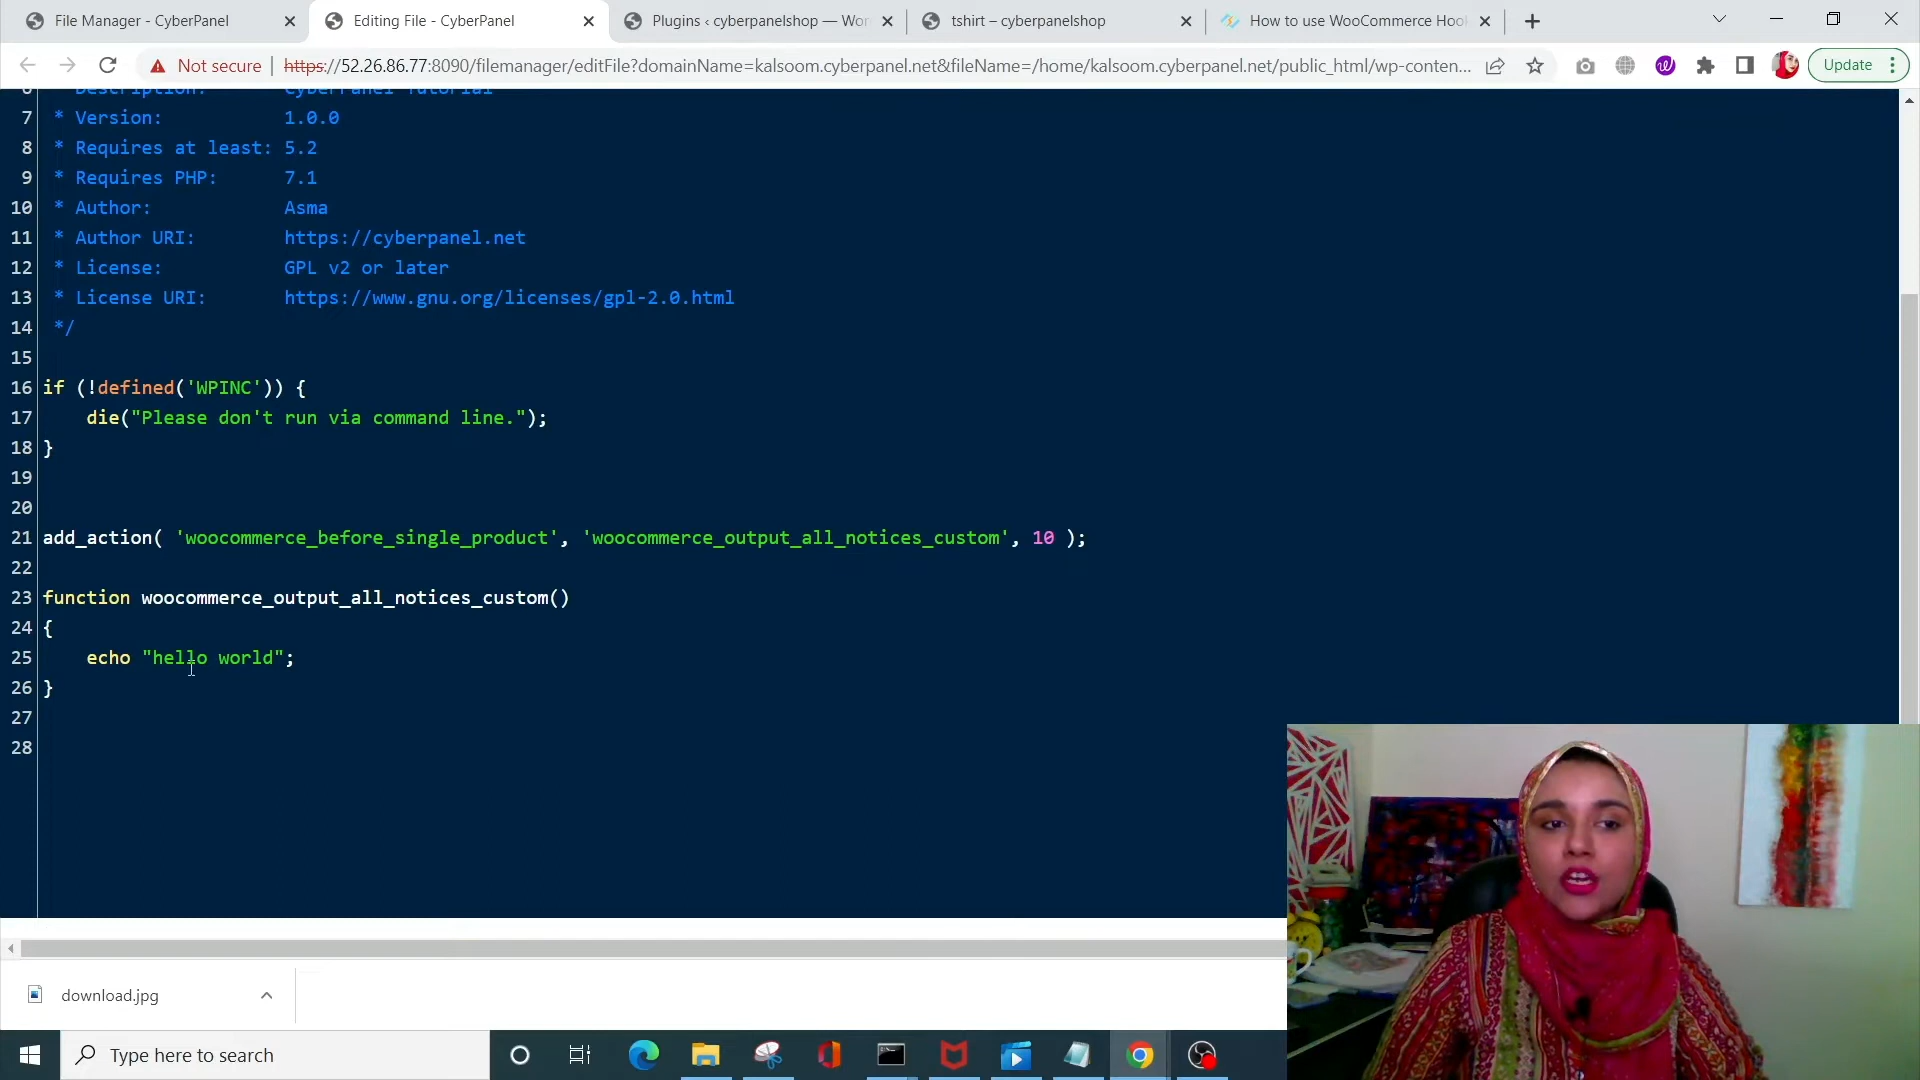 File Manager - CyberPanel
Editing File - CyberPanel
Plugins ‹ cyberpanelshop — Wor
tshirt – cyberpanelshop
How to use WooCommerce Hool
Not secure
https://52.26.86.77:8090/filemanager/editFile?domainName=kalsoom.cyberpanel.net&fileName=/home/kalsoom.cyberpanel.net/public_html/wp-conten...
Update
6 Description: CyberPanel Tutorial
7 * Version: 1.0.0
8 * Requires at least: 5.2
9 * Requires PHP: 7.1
10 * Author: Asma
11 * Author URI: https://cyberpanel.net
12 * License: GPL v2 or later
13 * License URI: https://www.gnu.org/licenses/gpl-2.0.html
14 */
15
16 if (!defined('WPINC')) {
17 die("Please don't run via command line.");
18 }
19
20
21 add_action( 'woocommerce_before_single_product', 'woocommerce_output_all_notices_custom', 10 );
22
23 function woocommerce_output_all_notices_custom()
24 {
25 echo "hello world";
26 }
27
28
download.jpg
Type here to search